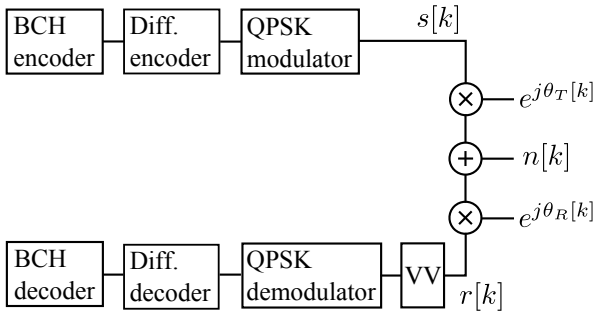 BCH encoder
Diff. encoder
QPSK modulator
s[k]
e^{jθ_T[k]}
n[k]
e^{jθ_R[k]}
BCH decoder
Diff. decoder
QPSK demodulator
VV
r[k]